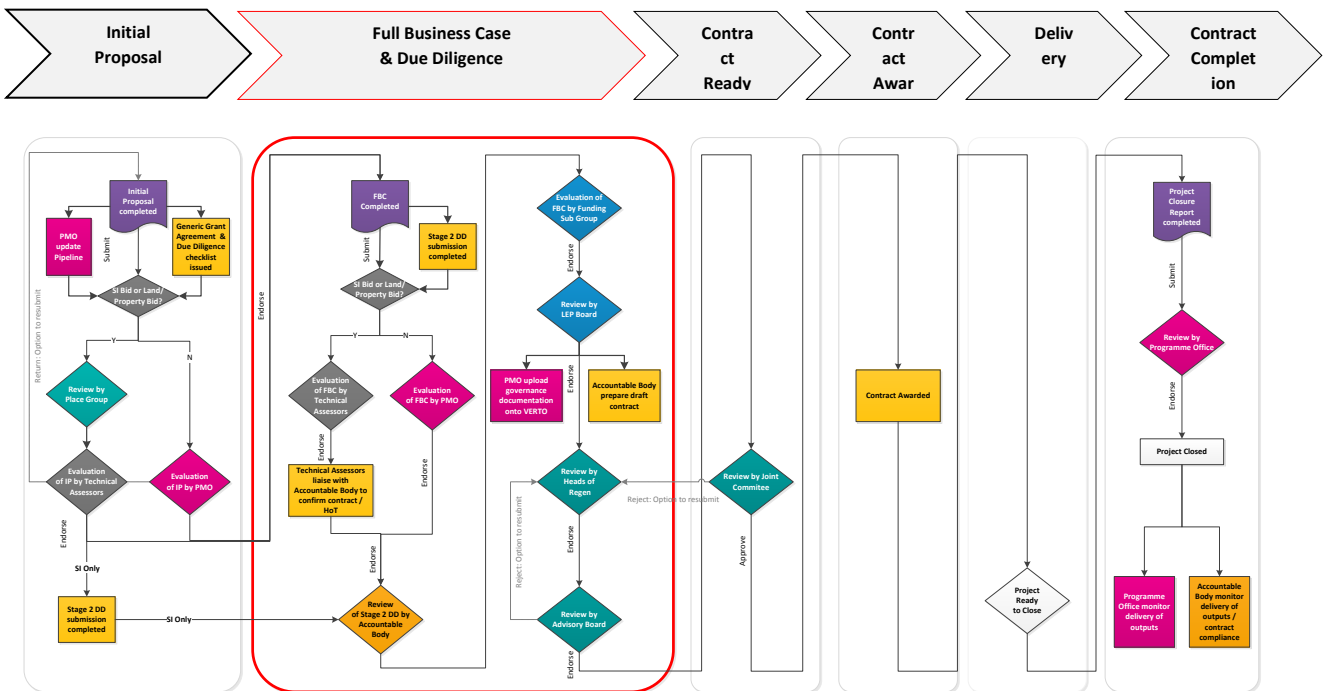 Initial
Proposal
Full Business Case
& Due Diligence
Contra
ct
Ready
Contr
act
Awar
Deliv
ery
Contract
Complet
ion
Initial
Proposal
completed
PMO
update
Pipeline
Generic Grant
Agreement &
Due Diligence
checklist
issued
Submit
SI Bid or Land/
Property Bid?
Y
N
Return: Option to resubmit
Review by
Place Group
Evaluation
of IP by Technical
Assessors
Evaluation
of IP by PMO
Endorse
SI Only
Stage 2 DD
submission
completed
SI Only
Endorse
FBC
Completed
Stage 2 DD
submission
completed
Submit
SI Bid or Land/
Property Bid?
Y
N
Evaluation
of FBC by
Technical
Assessors
Evaluation
of FBC by PMO
Endorse
Endorse
Technical Assessors
liaise with
Accountable Body to
confirm contract /
HoT
Endorse
Review
of Stage 2 DD by
Accountable
Body
Evaluation of
FBC by Funding
Sub Group
Endorse
Review by
LEP Board
PMO upload
governance
documentation
onto VERTO
Endorse
Accountable Body
prepare draft
contract
Review by
Heads of
Regen
Reject: Option to resubmit
Endorse
Review by
Advisory Board
Endorse
Reject: Option to resubmit
Review by Joint
Commitee
Approve
Contract Awarded
Project
Ready
to Close
Project
Closure
Report
completed
Submit
Review by
Programme Office
Endorse
Project Closed
Programme
Office monitor
delivery of
outputs
Accountable
Body monitor
delivery of
outputs /
contract
compliance